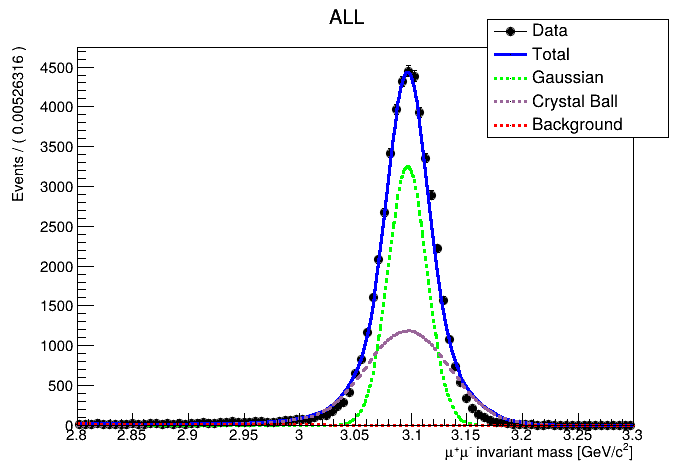 ALL
Data
Total
Gaussian
Crystal Ball
Background
Events / ( 0.00526316 )
4500
4000
3500
3000
2500
2000
1500
1000
500
0
2.8 2.85 2.9 2.95 3 3.05 3.1 3.15 3.2 3.25 3.3
μ⁺μ⁻ invariant mass [GeV/c²]